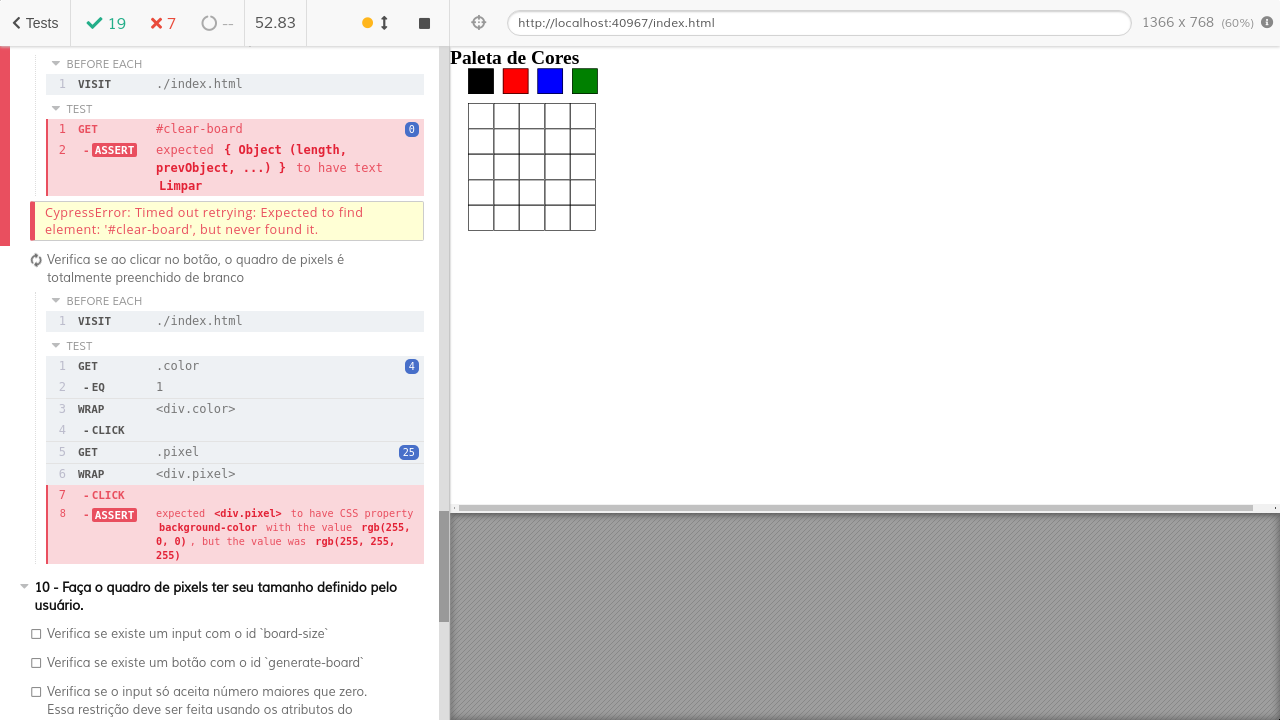 Tests
19
7
--
52.83
http://localhost:40967/index.html
1366 x 768 (60%)
BEFORE EACH
1 VISIT ./index.html
TEST
1 GET #clear-board 0
2 - ASSERT expected { Object (length,
prevObject, ...) } to have text
Limpar
CypressError: Timed out retrying: Expected to find
element: '#clear-board', but never found it.
Verifica se ao clicar no botão, o quadro de pixels é
totalmente preenchido de branco
BEFORE EACH
1 VISIT ./index.html
TEST
1 GET .color 4
2 - EQ 1
3 WRAP <div.color>
4 - CLICK
5 GET .pixel 25
6 WRAP <div.pixel>
7 - CLICK
8 - ASSERT expected <div.pixel> to have CSS property
background-color with the value rgb(255,
0, 0) , but the value was rgb(255, 255,
255)
10 - Faça o quadro de pixels ter seu tamanho definido pelo
usuário.
Verifica se existe um input com o id `board-size`
Verifica se existe um botão com o id `generate-board`
Verifica se o input só aceita número maiores que zero.
Essa restrição deve ser feita usando os atributos do
Paleta de Cores